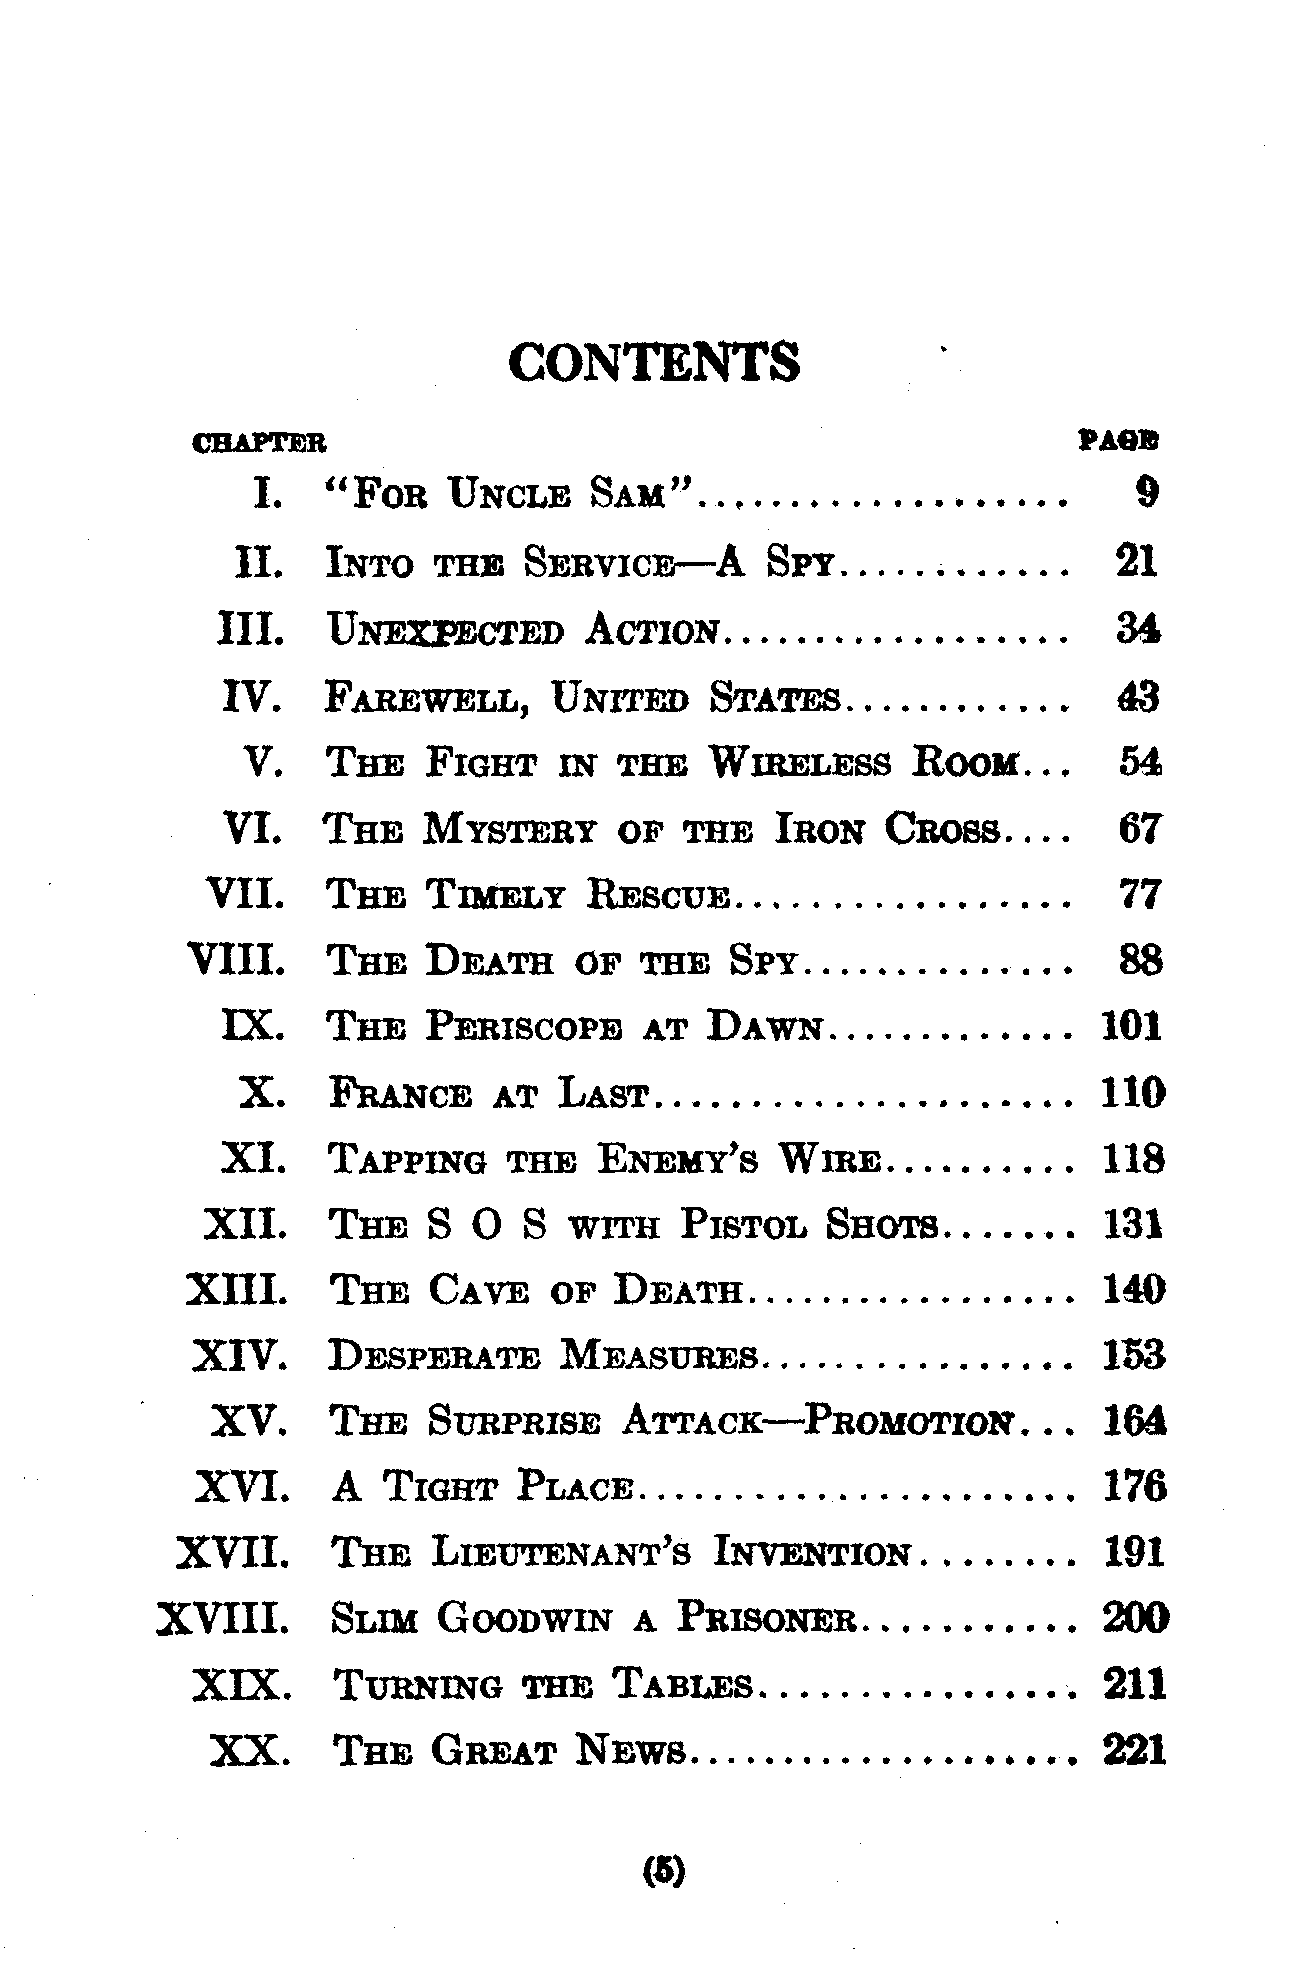 CONTENTS
CHAPTER PAGE
I. "FOR UNCLE SAM".................... 9
II. INTO THE SERVICE—A SPY............. 21
III. UNEXPECTED ACTION................... 34
IV. FAREWELL, UNITED STATES............. 43
V. THE FIGHT IN THE WIRELESS ROOM... 54
VI. THE MYSTERY OF THE IRON CROSS.... 67
VII. THE TIMELY RESCUE.................. 77
VIII. THE DEATH OF THE SPY............... 88
IX. THE PERISCOPE AT DAWN.............. 101
X. FRANCE AT LAST....................... 110
XI. TAPPING THE ENEMY'S WIRE........... 118
XII. THE S O S WITH PISTOL SHOTS....... 131
XIII. THE CAVE OF DEATH.................. 140
XIV. DESPERATE MEASURES................. 153
XV. THE SURPRISE ATTACK—PROMOTION... 164
XVI. A TIGHT PLACE........................ 176
XVII. THE LIEUTENANT'S INVENTION......... 191
XVIII. SLIM GOODWIN A PRISONER............ 200
XIX. TURNING THE TABLES.................. 211
XX. THE GREAT NEWS..................... 221
(5)